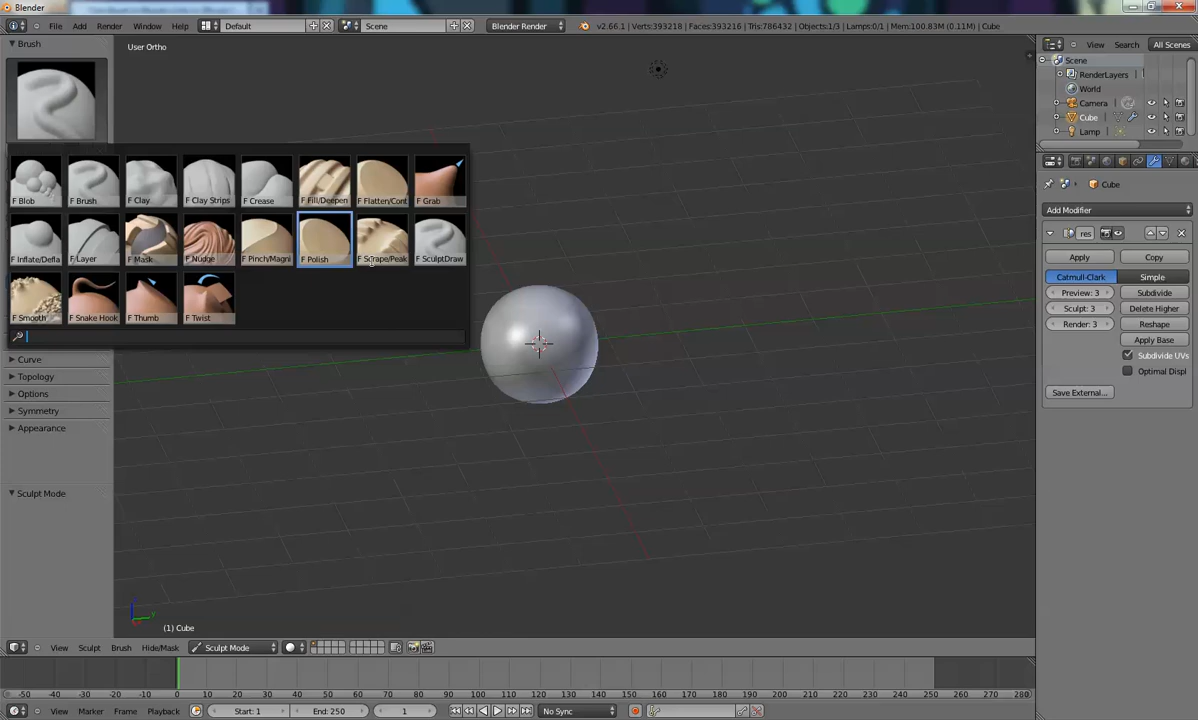 Blender
File Add Render Window Help Default Scene Blender Render v2.66.1 | Verts:393218 | Faces:393216 | Tris:786432 | Objects:1/3 | Lamps:0/1 | Mem:100.83M (0.11M) | Cube
Brush
User Ortho
View Search All Scenes
Scene
RenderLayers
World
Camera
Cube
Lamp
F Blob F Brush F Clay F Clay Strips F Crease F Fill/Deepen F Flatten/Cont F Grab
F Inflate/Defla F Layer F Mask F Nudge F Pinch/Magni F Polish F Scrape/Peak F SculptDraw
F Smooth F Snake Hook F Thumb F Twist
Curve
Topology
Options
Symmetry
Appearance
Sculpt Mode
Cube
Add Modifier
res
Apply Copy
Catmull-Clark Simple
Preview: 3 Subdivide
Sculpt: 3 Delete Higher
Render: 3 Reshape
Apply Base
Subdivide UVs
Optimal Displ
Save External...
(1) Cube
View Sculpt Brush Hide/Mask Sculpt Mode
-50 -40 -30 -20 -10 0 10 20 30 40 50 60 70 80 90 100 110 120 130 140 150 160 170 180 190 200 210 220 230 240 250 260 270 280
View Marker Frame Playback Start: 1 End: 250 1 No Sync